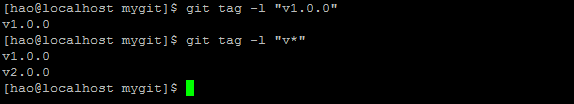 [hao@localhost mygit]$ git tag -l "v1.0.0"
v1.0.0
[hao@localhost mygit]$ git tag -l "v*"
v1.0.0
v2.0.0
[hao@localhost mygit]$